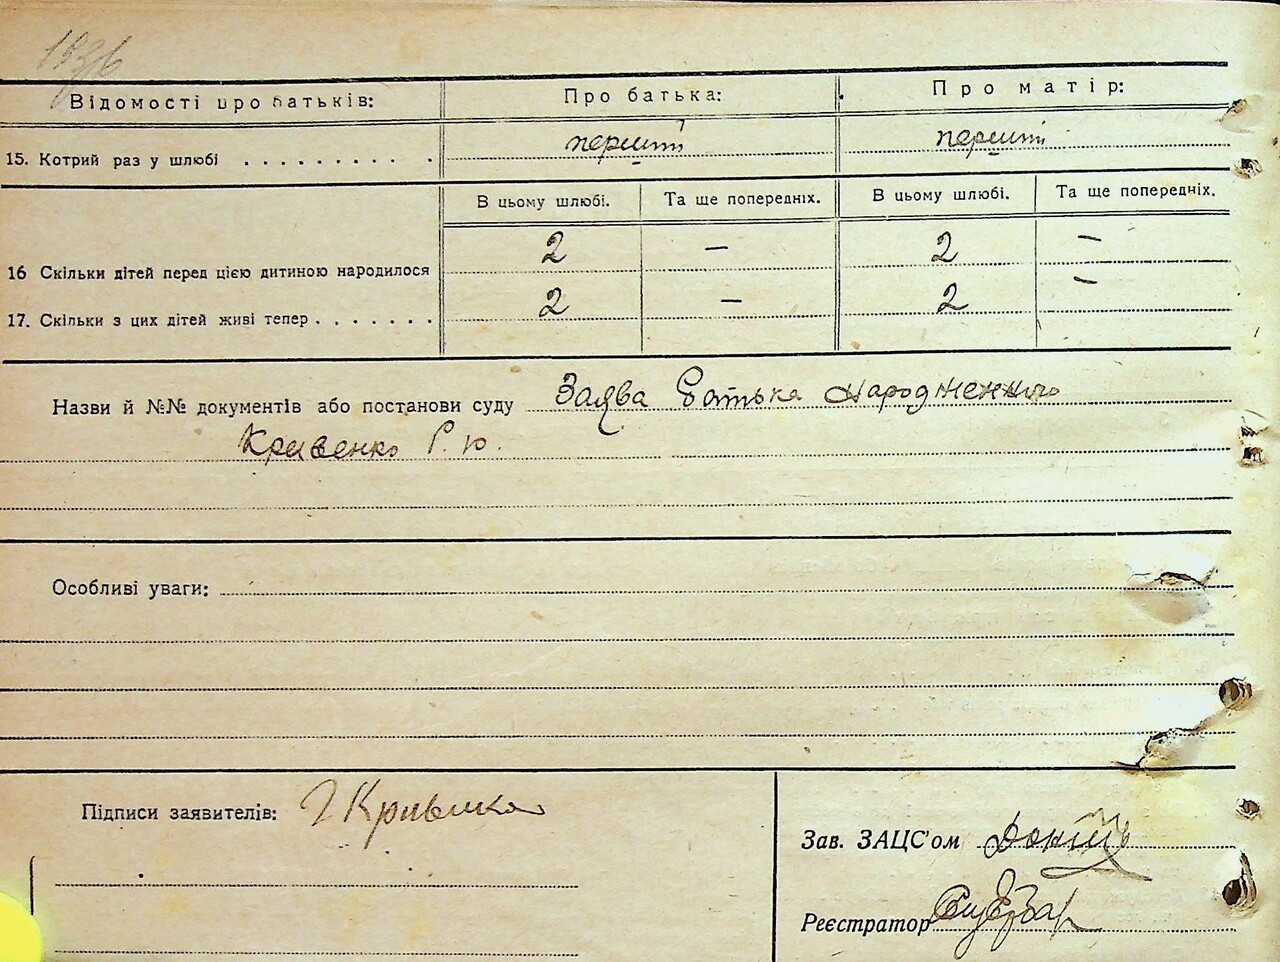 1936
Відомості про батьків: Про батька: Про матір:
15. Котрий раз у шлюбі . . . . . . . . . . перший перший
В цьому шлюбі. Та ще попередніх. В цьому шлюбі. Та ще попередніх.
16 Скільки дітей перед цією дитиною народилося 2 — 2 —
17. Скільки з цих дітей живі тепер . . . . . . . 2 — 2 —
Назви й №№ документів або постанови суду Заява батька народженного
Кривенко Г. Ю.
Особливі уваги:
Підписи заявителів: Г Кривенко
Зав. ЗАЦС'ом
Реєстратор